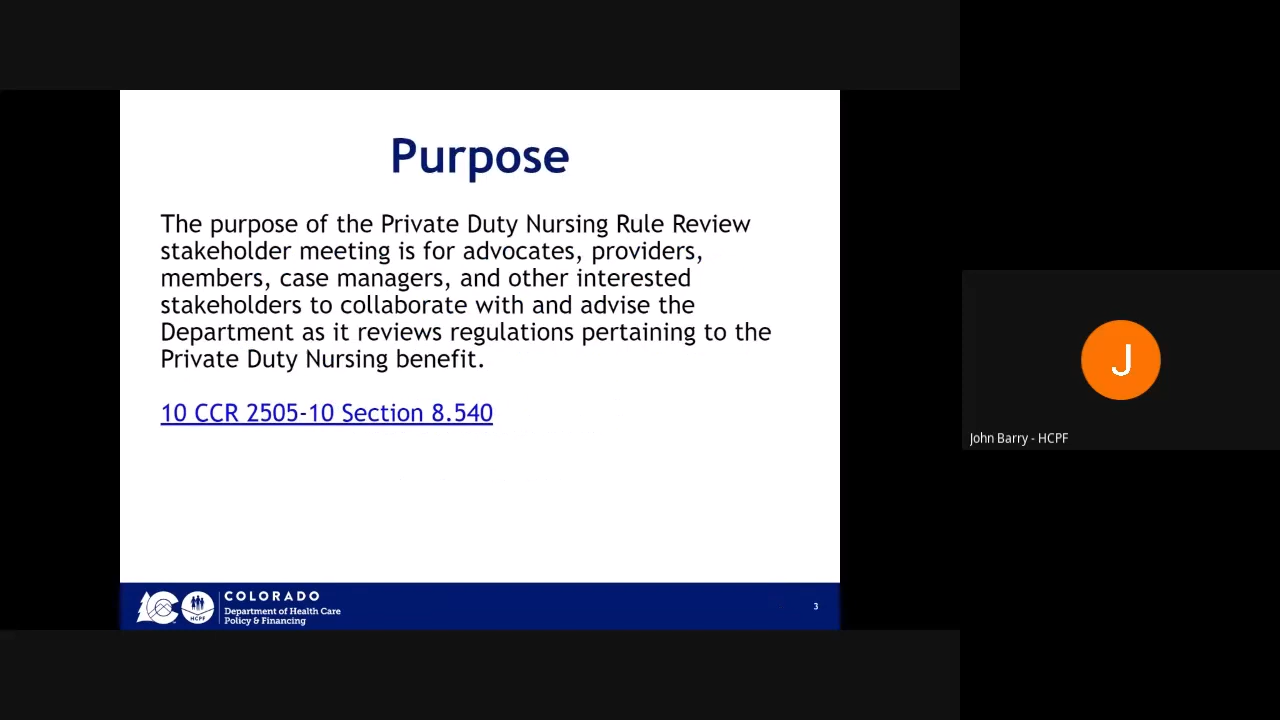 Purpose
The purpose of the Private Duty Nursing Rule Review
stakeholder meeting is for advocates, providers,
members, case managers, and other interested
stakeholders to collaborate with and advise the
Department as it reviews regulations pertaining to the
Private Duty Nursing benefit.
10 CCR 2505-10 Section 8.540
HCPF
COLORADO
Department of Health Care
Policy & Financing
3
J
John Barry - HCPF